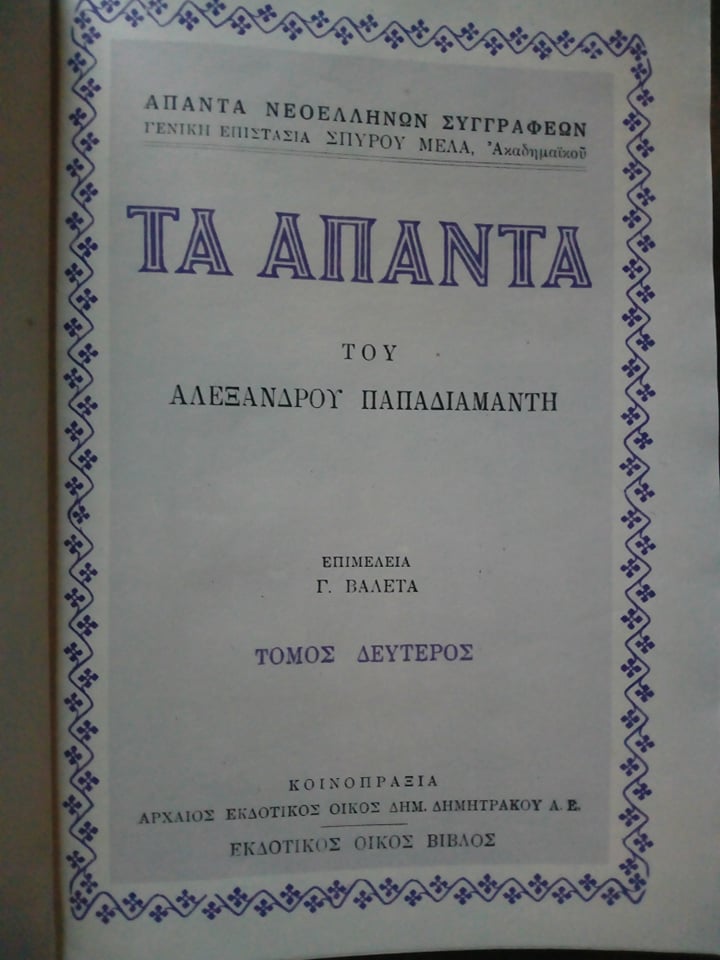 ΑΠΑΝΤΑ ΝΕΟΕΛΛΗΝΩΝ ΣΥΓΓΡΑΦΕΩΝ
ΓΕΝΙΚΗ ΕΠΙΣΤΑΣΙΑ ΣΠΥΡΟΥ ΜΕΛΑ, Ἀκαδημαϊκοῦ
ΤΑ ΑΠΑΝΤΑ
ΤΟΥ
ΑΛΕΞΑΝΔΡΟΥ ΠΑΠΑΔΙΑΜΑΝΤΗ
ΕΠΙΜΕΛΕΙΑ
Γ. ΒΑΛΕΤΑ
ΤΟΜΟΣ ΔΕΥΤΕΡΟΣ
ΚΟΙΝΟΠΡΑΞΙΑ
ΑΡΧΑΙΟΣ ΕΚΔΟΤΙΚΟΣ ΟΙΚΟΣ ΔΗΜ. ΔΗΜΗΤΡΑΚΟΥ Α. Ε.
ΕΚΔΟΤΙΚΟΣ ΟΙΚΟΣ ΒΙΒΛΟΣ